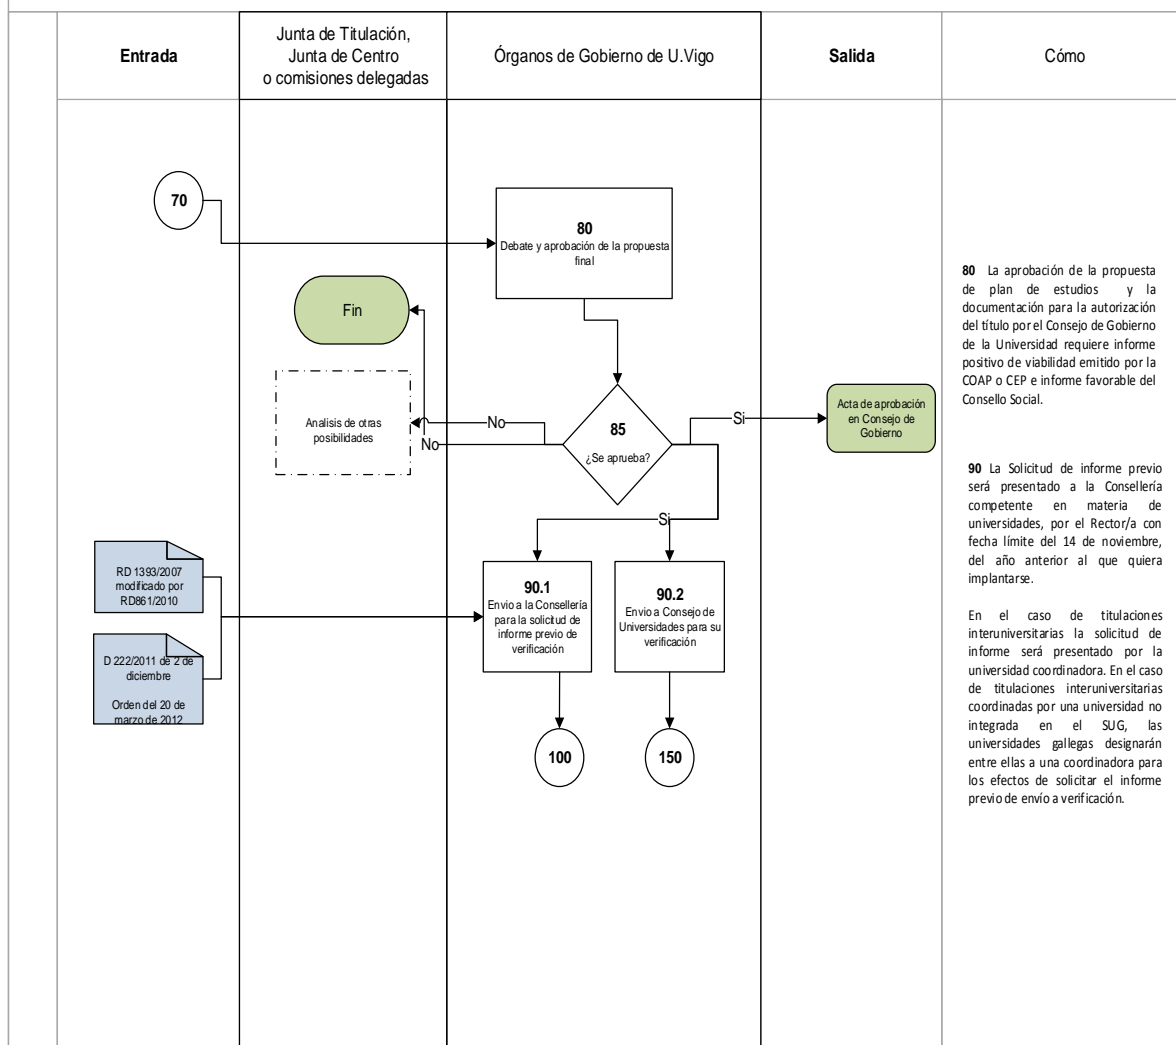 Entrada
Junta de Titulación,
Junta de Centro
o comisiones delegadas
Órganos de Gobierno de U.Vigo
Salida
Cómo
70
80
Debate y aprobación de la propuesta
final
Fin
Analisis de otras
posibilidades
No
No
85
¿Se aprueba?
Si
Acta de aprobación
en Consejo de
Gobierno
Si
RD 1393/2007
modificado por
RD861/2010
D 222/2011 de 2 de
diciembre
Orden del 20 de
marzo de 2012
90.1
Envio a la Consellería
para la solicitud de
informe previo de
verificación
90.2
Envio a Consejo de
Universidades para su
verificación
100
150
80 La aprobación de la propuesta
de plan de estudios y la
documentación para la autorización
del título por el Consejo de Gobierno
de la Universidad requiere informe
positivo de viabilidad emitido por la
COAP o CEP e informe favorable del
Consello Social.
90 La Solicitud de informe previo
será presentado a la Consellería
competente en materia de
universidades, por el Rector/a con
fecha límite del 14 de noviembre,
del año anterior al que quiera
implantarse.
En el caso de titulaciones
interuniversitarias la solicitud de
informe será presentado por la
universidad coordinadora. En el caso
de titulaciones interuniversitarias
coordinadas por una universidad no
integrada en el SUG, las
universidades gallegas designarán
entre ellas a una coordinadora para
los efectos de solicitar el informe
previo de envío a verificación.